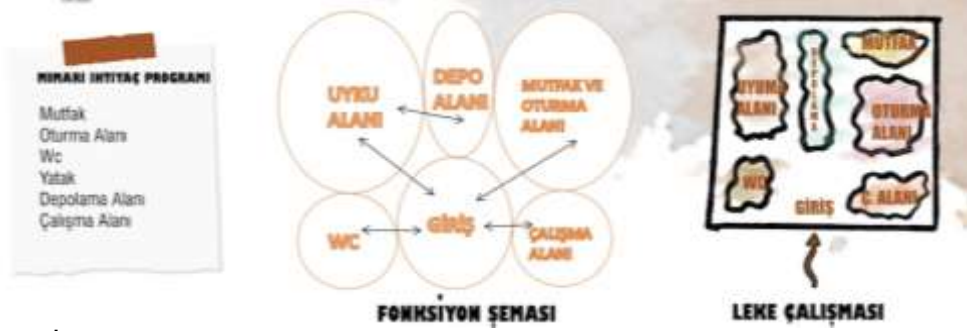 MIMARI IHTIYAÇ PROGRAMI
Mutfak
Oturma Alanı
Wc
Yatak
Depolama Alanı
Çalışma Alanı
UYKU
ALANI
DEPO
ALANI
MUTFAK VE
OTURMA
ALANI
WC
GİRİŞ
ÇALIŞMA
ALANI
FONKSİYON ŞEMASI
UYUMA
ALANI
MUTFAK
OTURMA
ALANI
WC
GİRİŞ
Ç. ALANI
LEKE ÇALIŞMASI